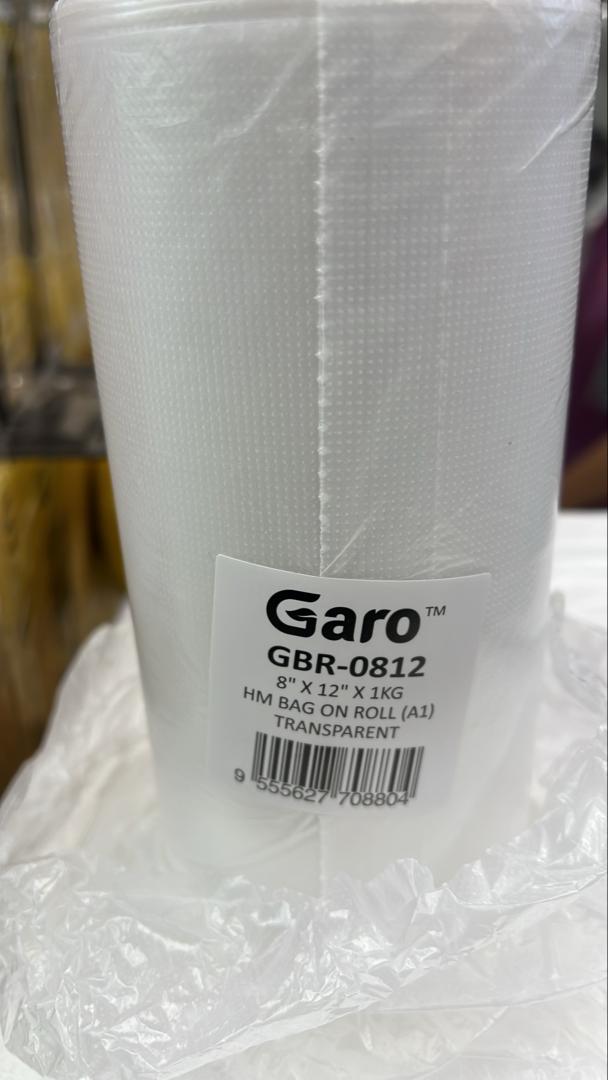 Garo™
GBR-0812
8" X 12" X 1KG
HM BAG ON ROLL (A1)
TRANSPARENT
9 555627 708804